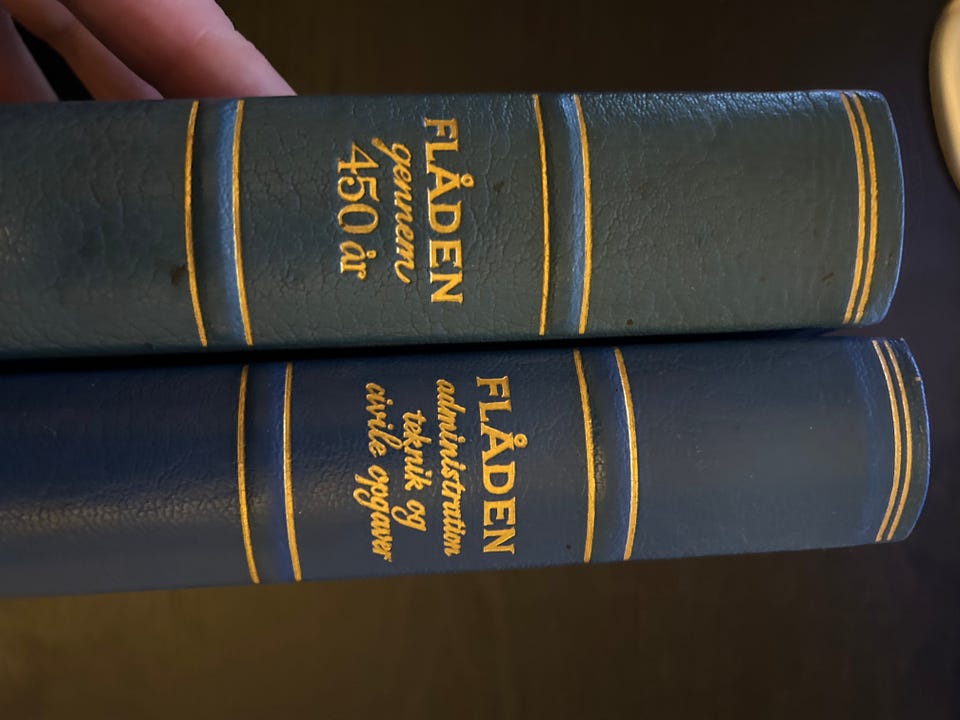 FLÅDEN
gennem
450 år
FLÅDEN
administration
teknik og
civile opgaver